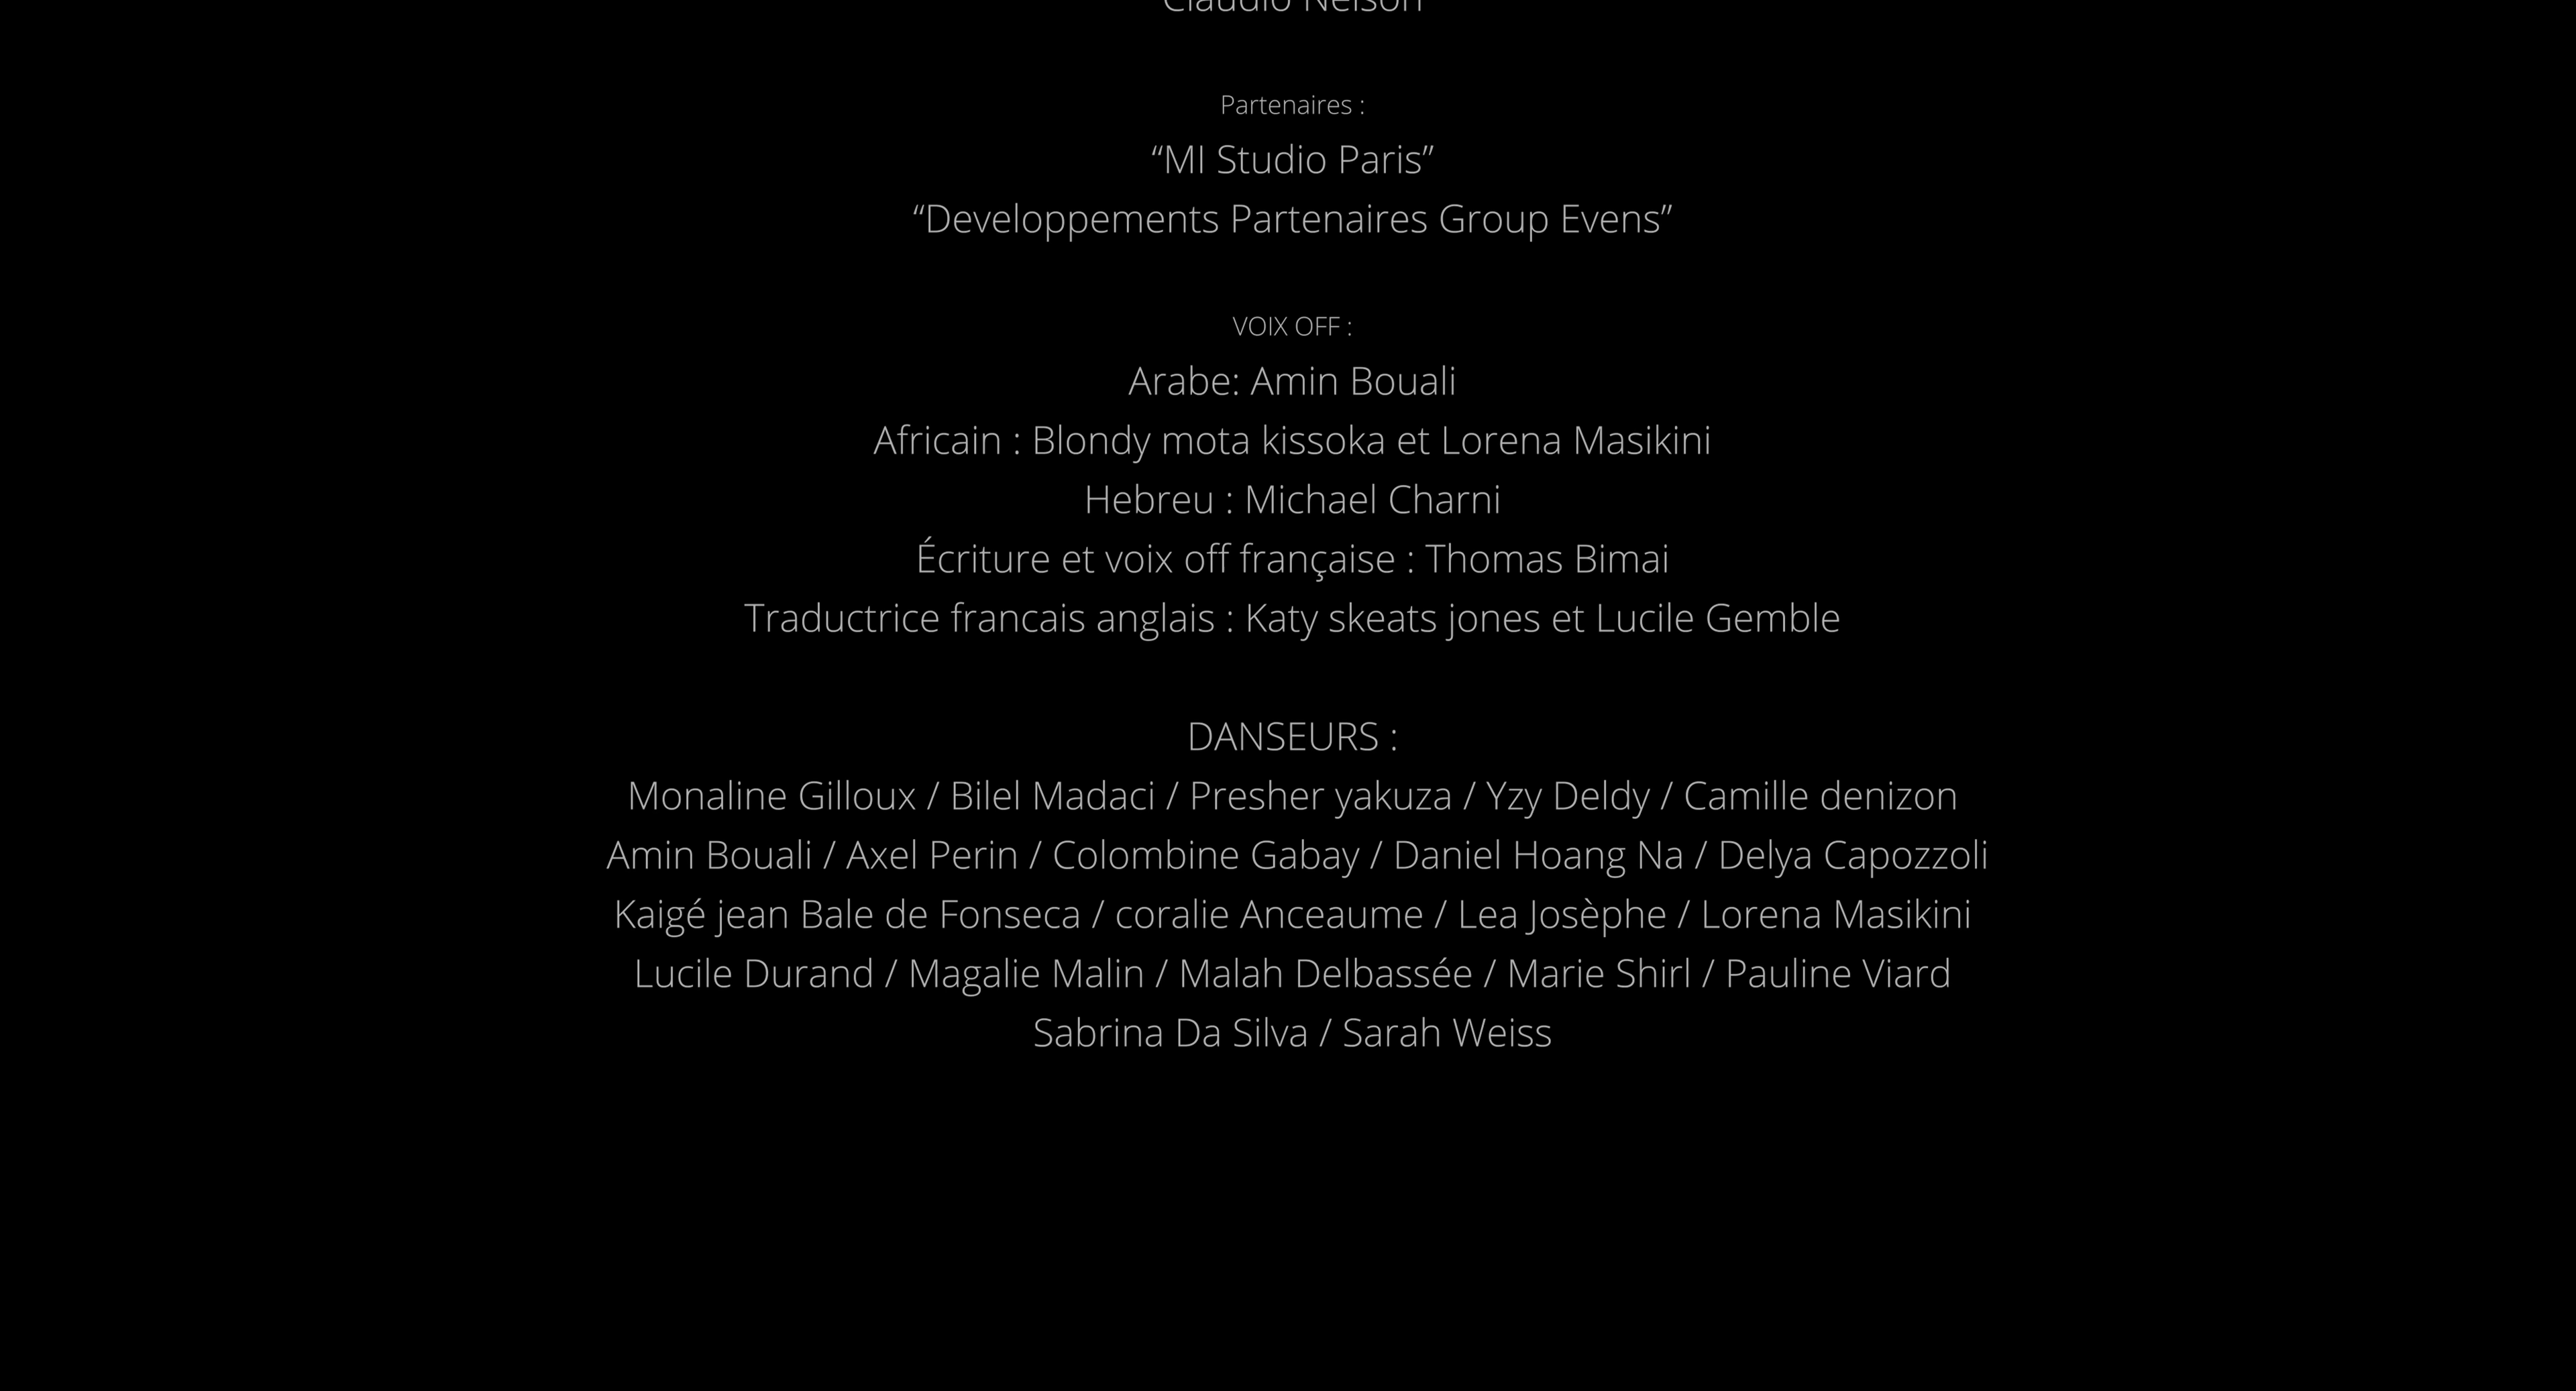 Claudio Nelson
Partenaires :
“MI Studio Paris”
“Developpements Partenaires Group Evens”
VOIX OFF :
Arabe: Amin Bouali
Africain : Blondy mota kissoka et Lorena Masikini
Hebreu : Michael Charni
Écriture et voix off française : Thomas Bimai
Traductrice francais anglais : Katy skeats jones et Lucile Gemble
DANSEURS :
Monaline Gilloux / Bilel Madaci / Presher yakuza / Yzy Deldy / Camille denizon
Amin Bouali / Axel Perin / Colombine Gabay / Daniel Hoang Na / Delya Capozzoli
Kaigé jean Bale de Fonseca / coralie Anceaume / Lea Josèphe / Lorena Masikini
Lucile Durand / Magalie Malin / Malah Delbassée / Marie Shirl / Pauline Viard
Sabrina Da Silva / Sarah Weiss